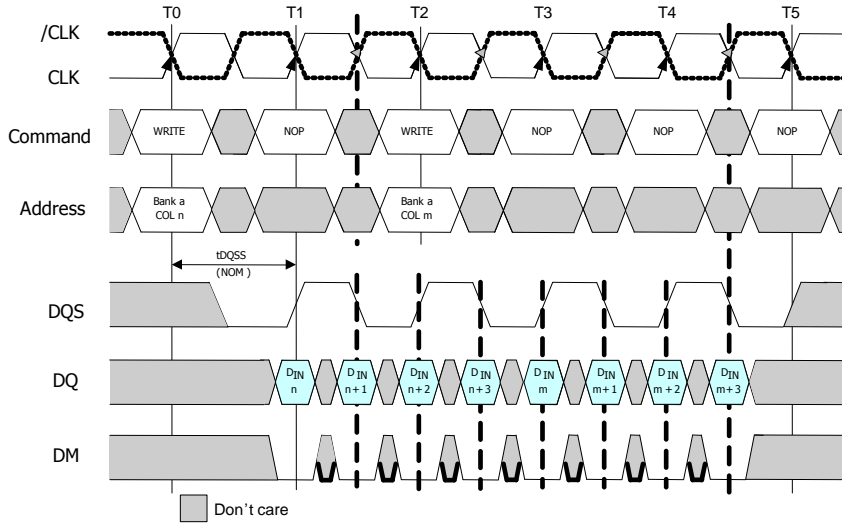 T0 T1 T2 T3 T4 T5
/CLK
CLK
Command WRITE NOP WRITE NOP NOP NOP
Address Bank a COL n Bank a COL m
tDQSS
(NOM )
DQS
DQ DIN n DIN n+1 DIN n+2 DIN n+3 DIN m DIN m+1 DIN m+2 DIN m+3
DM
Don't care